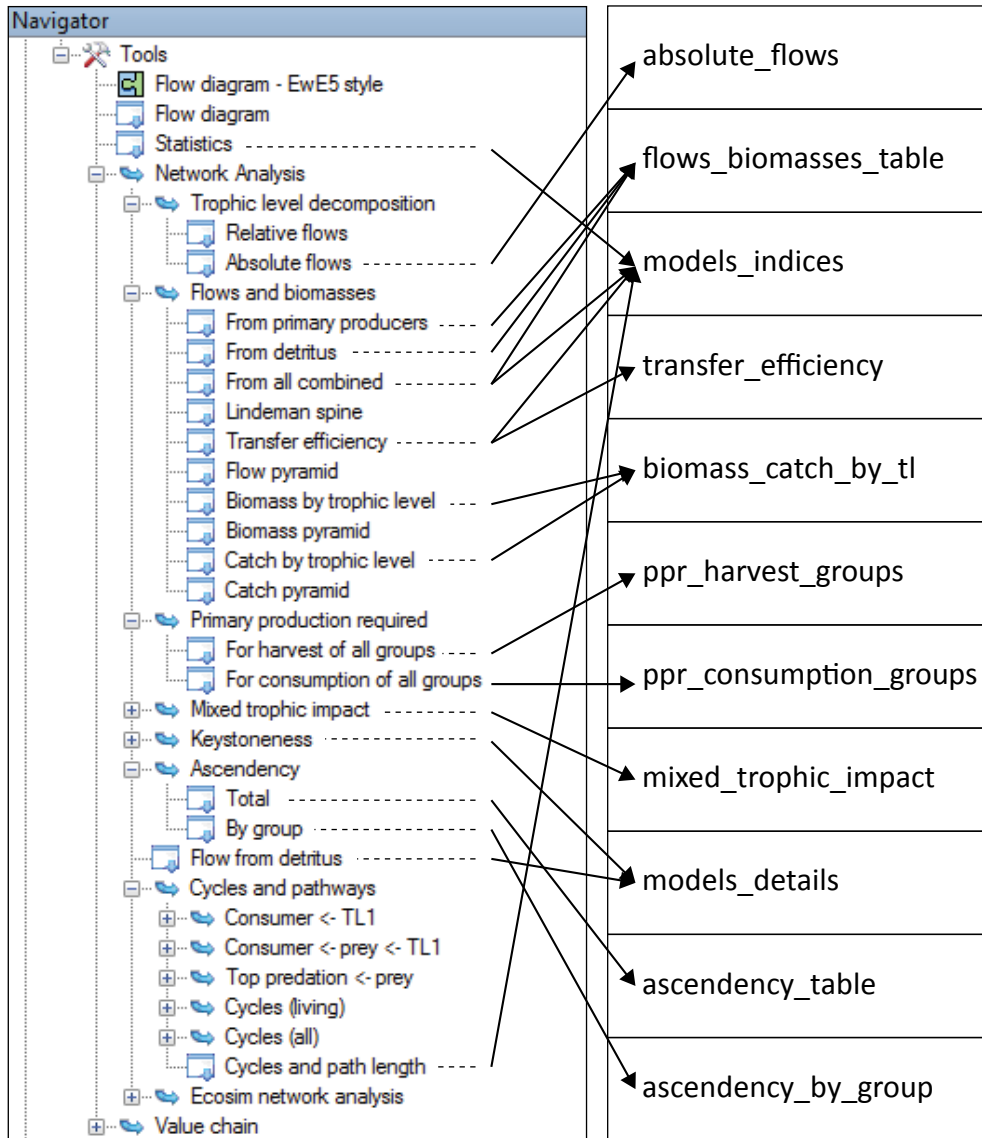 Navigator
Tools
Flow diagram - EwE5 style
Flow diagram
Statistics
Network Analysis
Trophic level decomposition
Relative flows
Absolute flows
Flows and biomasses
From primary producers
From detritus
From all combined
Lindeman spine
Transfer efficiency
Flow pyramid
Biomass by trophic level
Biomass pyramid
Catch by trophic level
Catch pyramid
Primary production required
For harvest of all groups
For consumption of all groups
Mixed trophic impact
Keystoneness
Ascendency
Total
By group
Flow from detritus
Cycles and pathways
Consumer <- TL1
Consumer <- prey <- TL1
Top predation <- prey
Cycles (living)
Cycles (all)
Cycles and path length
Ecosim network analysis
Value chain
absolute_flows
flows_biomasses_table
models_indices
transfer_efficiency
biomass_catch_by_tl
ppr_harvest_groups
ppr_consumption_groups
mixed_trophic_impact
models_details
ascendency_table
ascendency_by_group